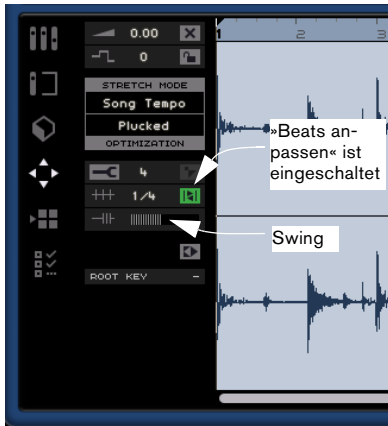 0.00
1 2 3
0
STRETCH MODE
Song Tempo
Plucked
OPTIMIZATION
»Beats an-
passen« ist
eingeschaltet
4
1/4
Swing
ROOT KEY -